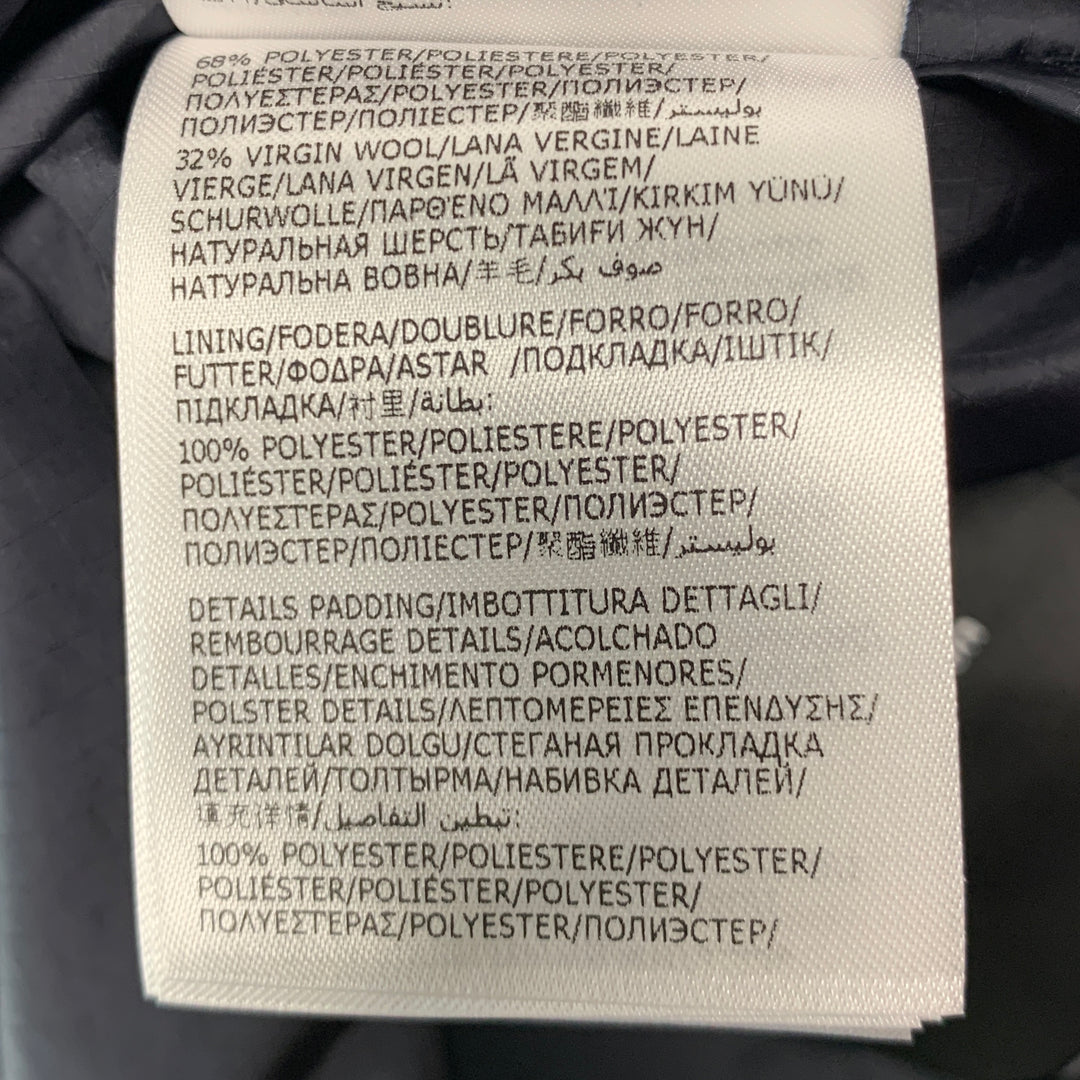 68% POLYESTER/POLIESTERE/POLYESTER/
POLIÉSTER/POLIÉSTER/POLYESTER/
ΠΟΛΥΕΣΤΕΡΑΣ/POLYESTER/ПОЛИЭСТЕР/
ПОЛИЭСТЕР/ПОЛІЕСТЕР/聚酯纖維/بوليستر
32% VIRGIN WOOL/LANA VERGINE/LAINE
VIERGE/LANA VIRGEN/LÃ VIRGEM/
SCHURWOLLE/ΠΑΡΘΈΝΟ ΜΑΛΛΊ/KIRKIM YÜNÜ/
НАТУРАЛЬНАЯ ШЕРСТЬ/ТАБИҒИ ЖҮН/
НАТУРАЛЬНА ВОВНА/羊毛/صوف بكر
LINING/FODERA/DOUBLURE/FORRO/FORRO/
FUTTER/ΦΟΔΡΑ/ASTAR /ПОДКЛАДКА/ІШТІК/
ПІДКЛАДКА/衬里/بطانة:
100% POLYESTER/POLIESTERE/POLYESTER/
POLIÉSTER/POLIÉSTER/POLYESTER/
ΠΟΛΥΕΣΤΕΡΑΣ/POLYESTER/ПОЛИЭСТЕР/
ПОЛИЭСТЕР/ПОЛІЕСТЕР/聚酯纖維/بوليستر
DETAILS PADDING/IMBOTTITURA DETTAGLI/
REMBOURRAGE DETAILS/ACOLCHADO
DETALLES/ENCHIMENTO PORMENORES/
POLSTER DETAILS/ΛΕΠΤΟΜΕΡΕΙΕΣ ΕΠΕΝΔΥΣΗΣ/
AYRINTILAR DOLGU/СТЕГАНАЯ ПРОКЛАДКА
ДЕТАЛЕЙ/ТОЛТЫРМА/НАБИВКА ДЕТАЛЕЙ/
填充详情/تبطين التفاصيل:
100% POLYESTER/POLIESTERE/POLYESTER/
POLIÉSTER/POLIÉSTER/POLYESTER/
ΠΟΛΥΕΣΤΕΡΑΣ/POLYESTER/ПОЛИЭСТЕР/